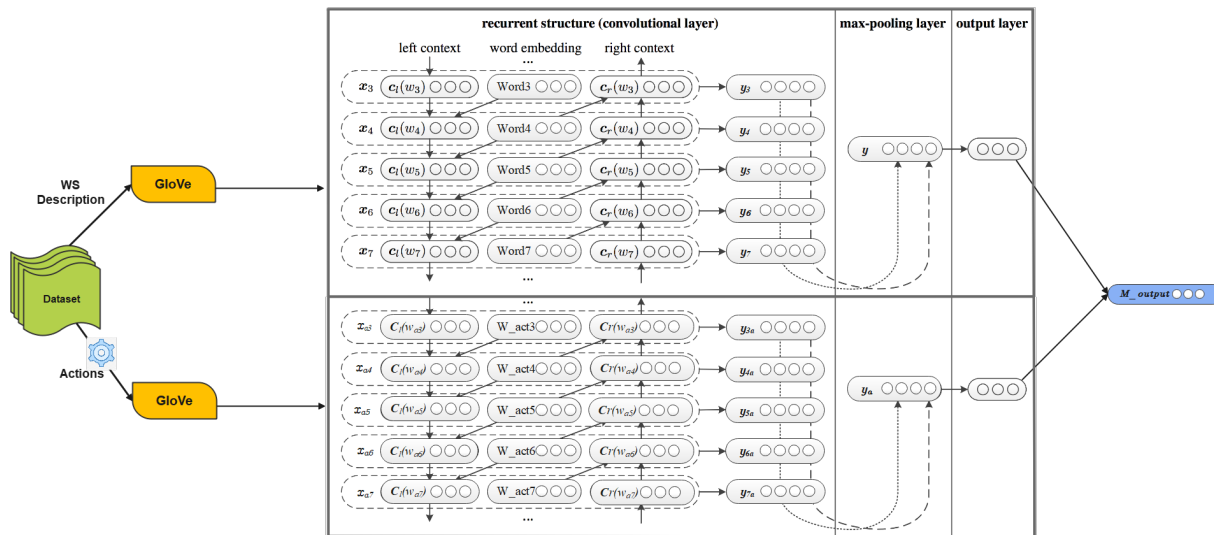 recurrent structure (convolutional layer)
max-pooling layer
output layer
left context
word embedding
right context
...
x3 cl(w3) Word3 cr(w3) y3
x4 cl(w4) Word4 cr(w4) y4
x5 cl(w5) Word5 cr(w5) y5
x6 cl(w6) Word6 cr(w6) y6
x7 cl(w7) Word7 cr(w7) y7
...
y
WS
Description
GloVe
Dataset
Actions
GloVe
...
xa3 Cl(wa3) W_act3 Cr(wa3) y3a
xa4 Cl(wa4) W_act4 Cr(wa4) y4a
xa5 Cl(wa5) W_act5 Cr(wa5) y5a
xa6 Cl(wa6) W_act6 Cr(wa6) y6a
xa7 Cl(wa7) W_act7 Cr(wa7) y7a
...
ya
M_output